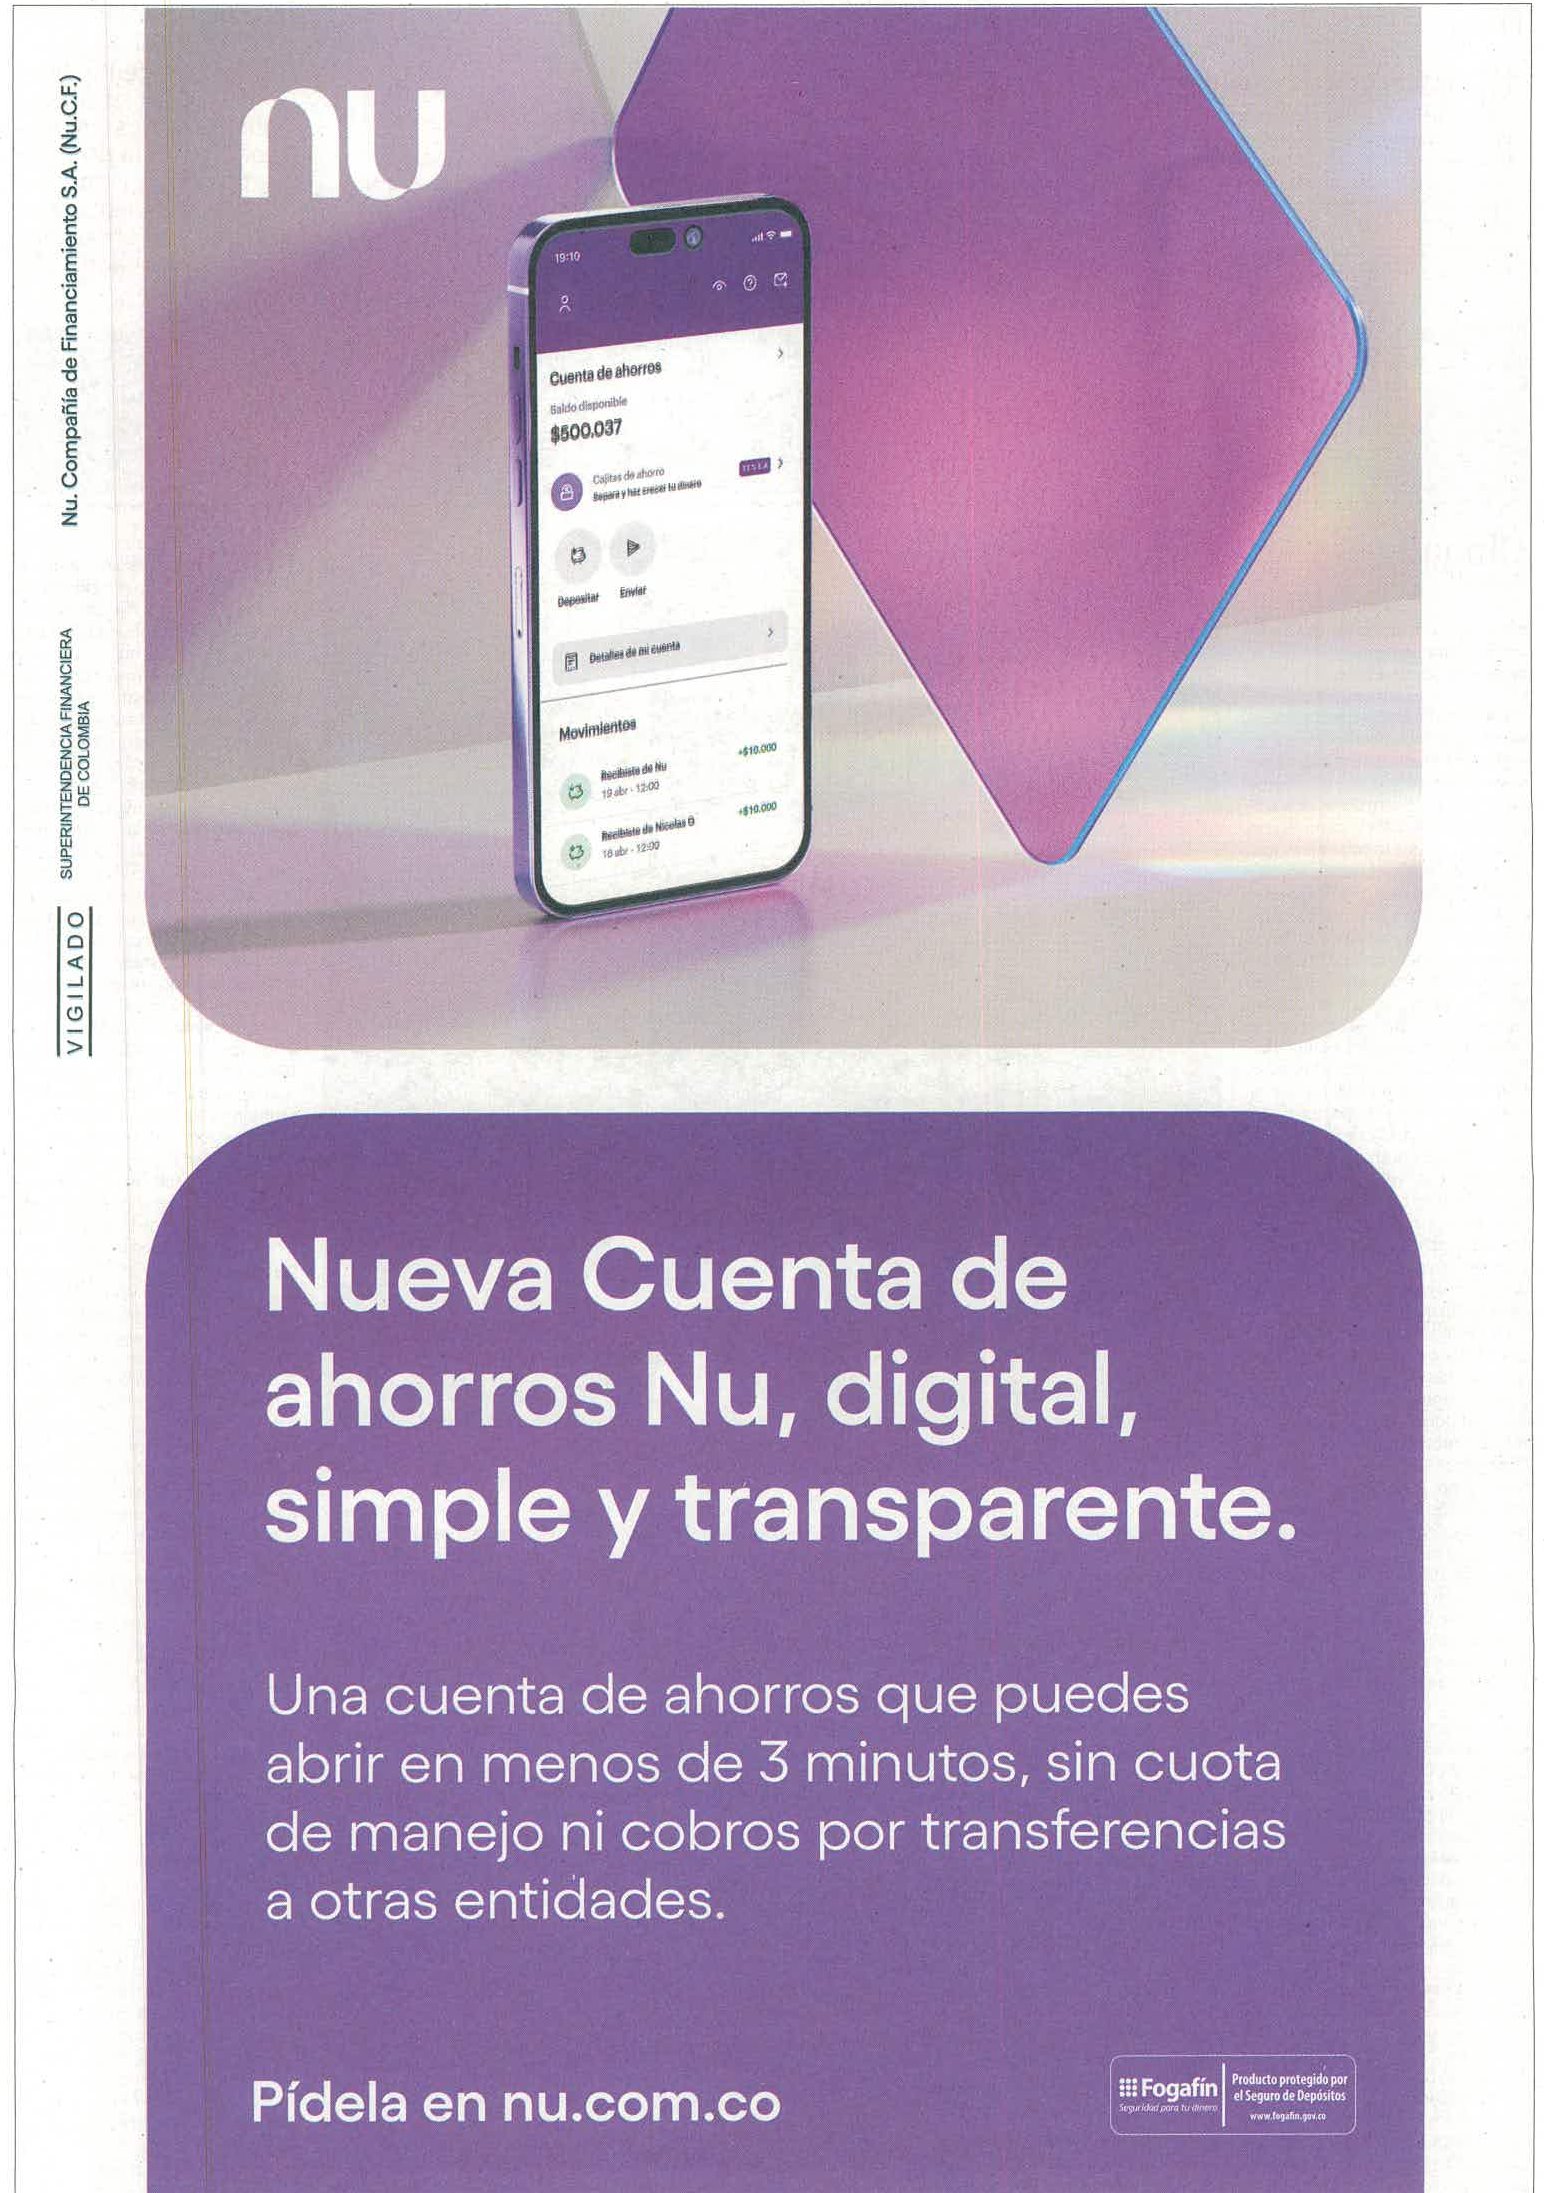 Nu. Compañía de Financiamiento S.A. (Nu.C.F.)
SUPERINTENDENCIA FINANCIERA
DE COLOMBIA
VIGILADO
nu
19:10
Cuenta de ahorros
Saldo disponible
$500.037
Cajitas de ahorro
Separa y haz crecer tu dinero
Depositar
Enviar
Detalles de mi cuenta
Movimientos
Recibiste de Nu
+$10.000
19 abr - 12:00
Recibiste de Nicolas
+$10.000
abr - 12:00
Nueva Cuenta de
ahorros Nu, digital,
simple y transparente.
Una cuenta de ahorros que puedes
abrir en menos de 3 minutos, sin cuota
de manejo ni cobros por transferencias
a otras entidades.
Pídela en nu.com.co
Fogafín
Seguridad para tu dinero
Producto protegido por
el Seguro de Depósitos
www.fogafin.gov.co